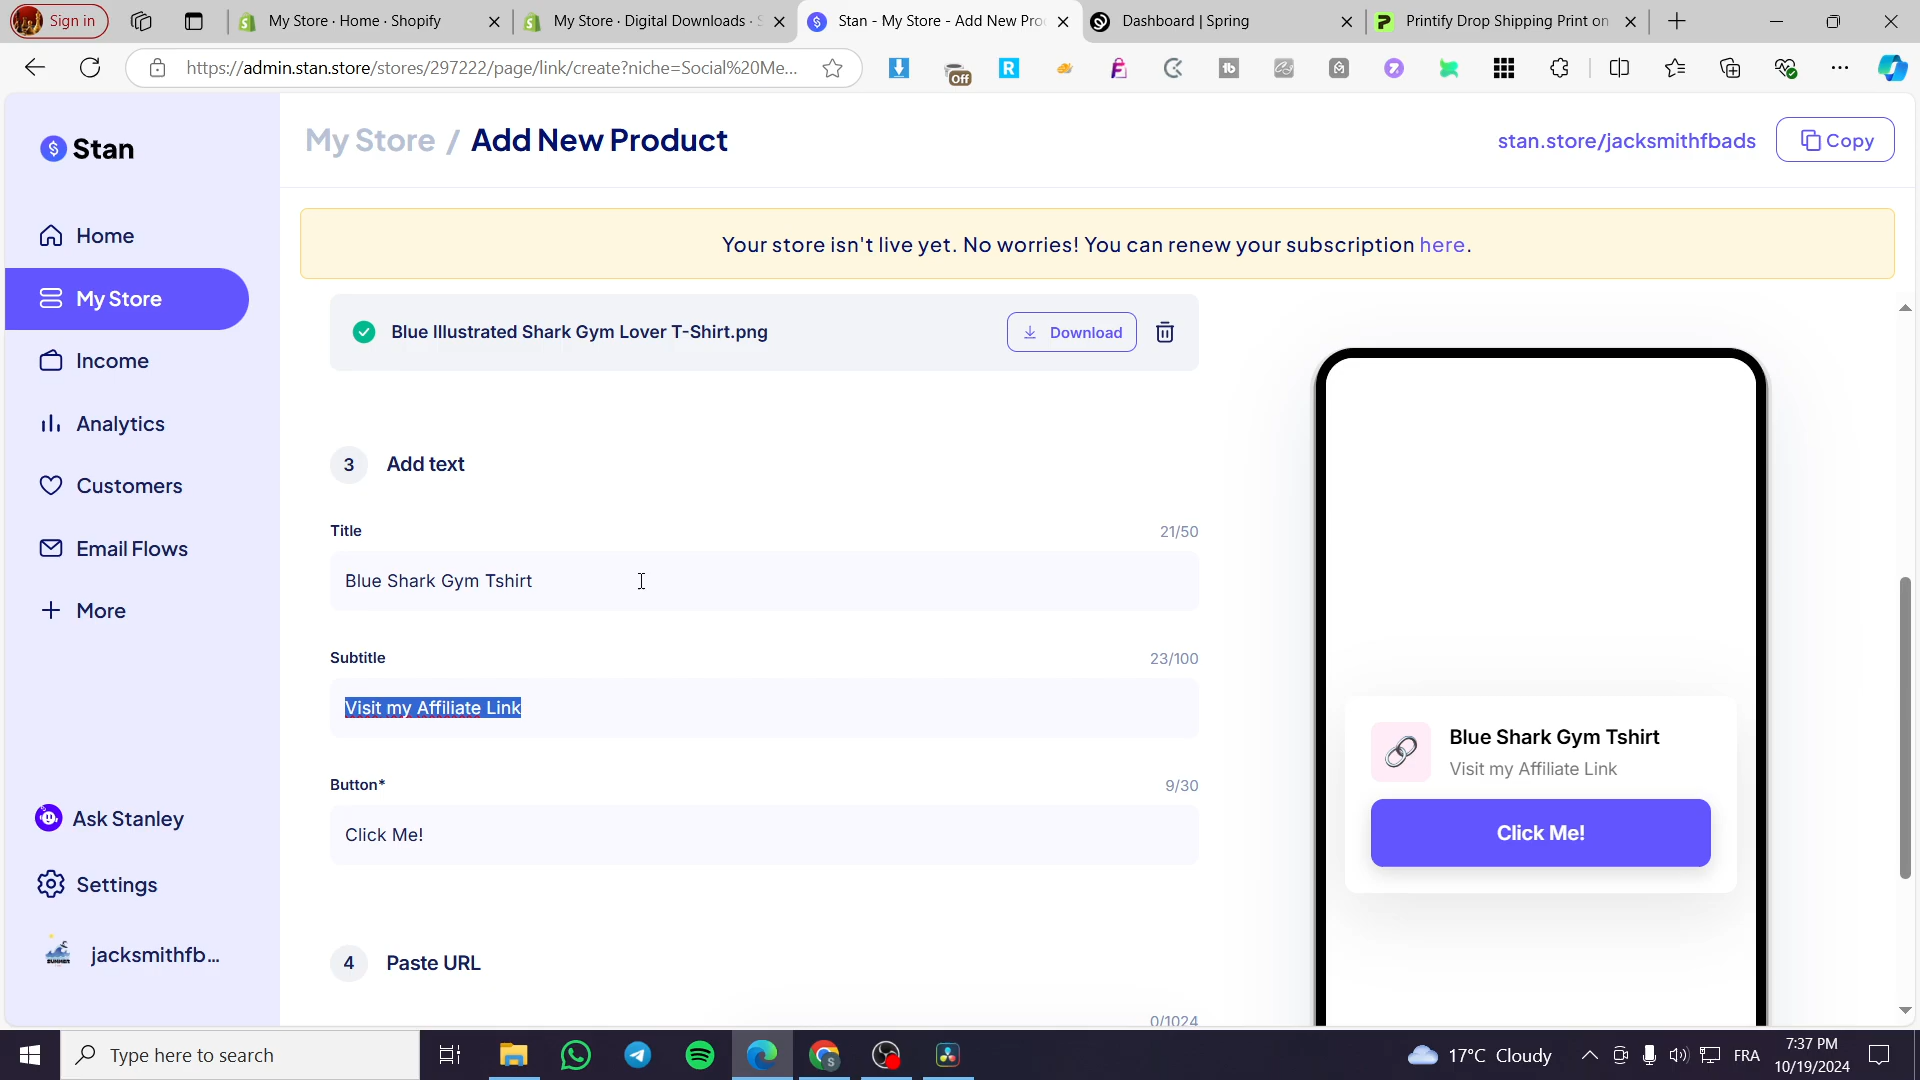 Sign in
My Store · Home · Shopify
My Store · Digital Downloads · S
Stan - My Store - Add New Pro
Dashboard | Spring
Printify Drop Shipping Print on
https://admin.stan.store/stores/297222/page/link/create?niche=Social%20Me...
Off
Stan
My Store / Add New Product
stan.store/jacksmithfbads
Copy
Your store isn't live yet. No worries! You can renew your subscription here.
Home
My Store
Income
Analytics
Customers
Email Flows
More
Ask Stanley
Settings
jacksmithfb...
Blue Illustrated Shark Gym Lover T-Shirt.png
Download
3 Add text
Title 21/50
Blue Shark Gym Tshirt
Subtitle 23/100
Visit my Affiliate Link
Button* 9/30
Click Me!
4 Paste URL
0/1024
Blue Shark Gym Tshirt
Visit my Affiliate Link
Click Me!
Type here to search
17°C Cloudy
FRA
7:37 PM
10/19/2024